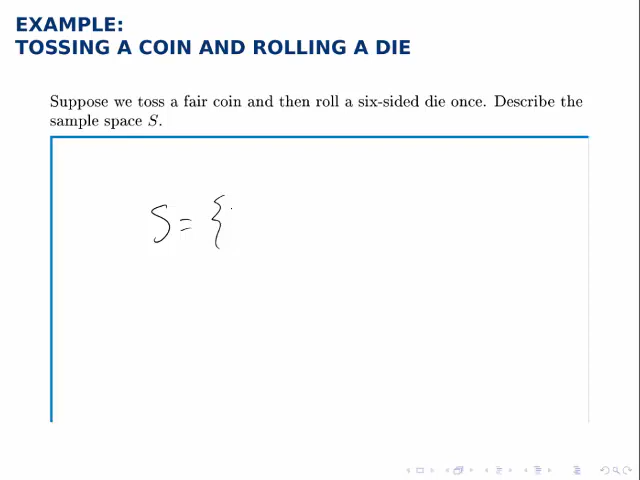 EXAMPLE:
TOSSING A COIN AND ROLLING A DIE
Suppose we toss a fair coin and then roll a six-sided die once. Describe the
sample space S.
S = {